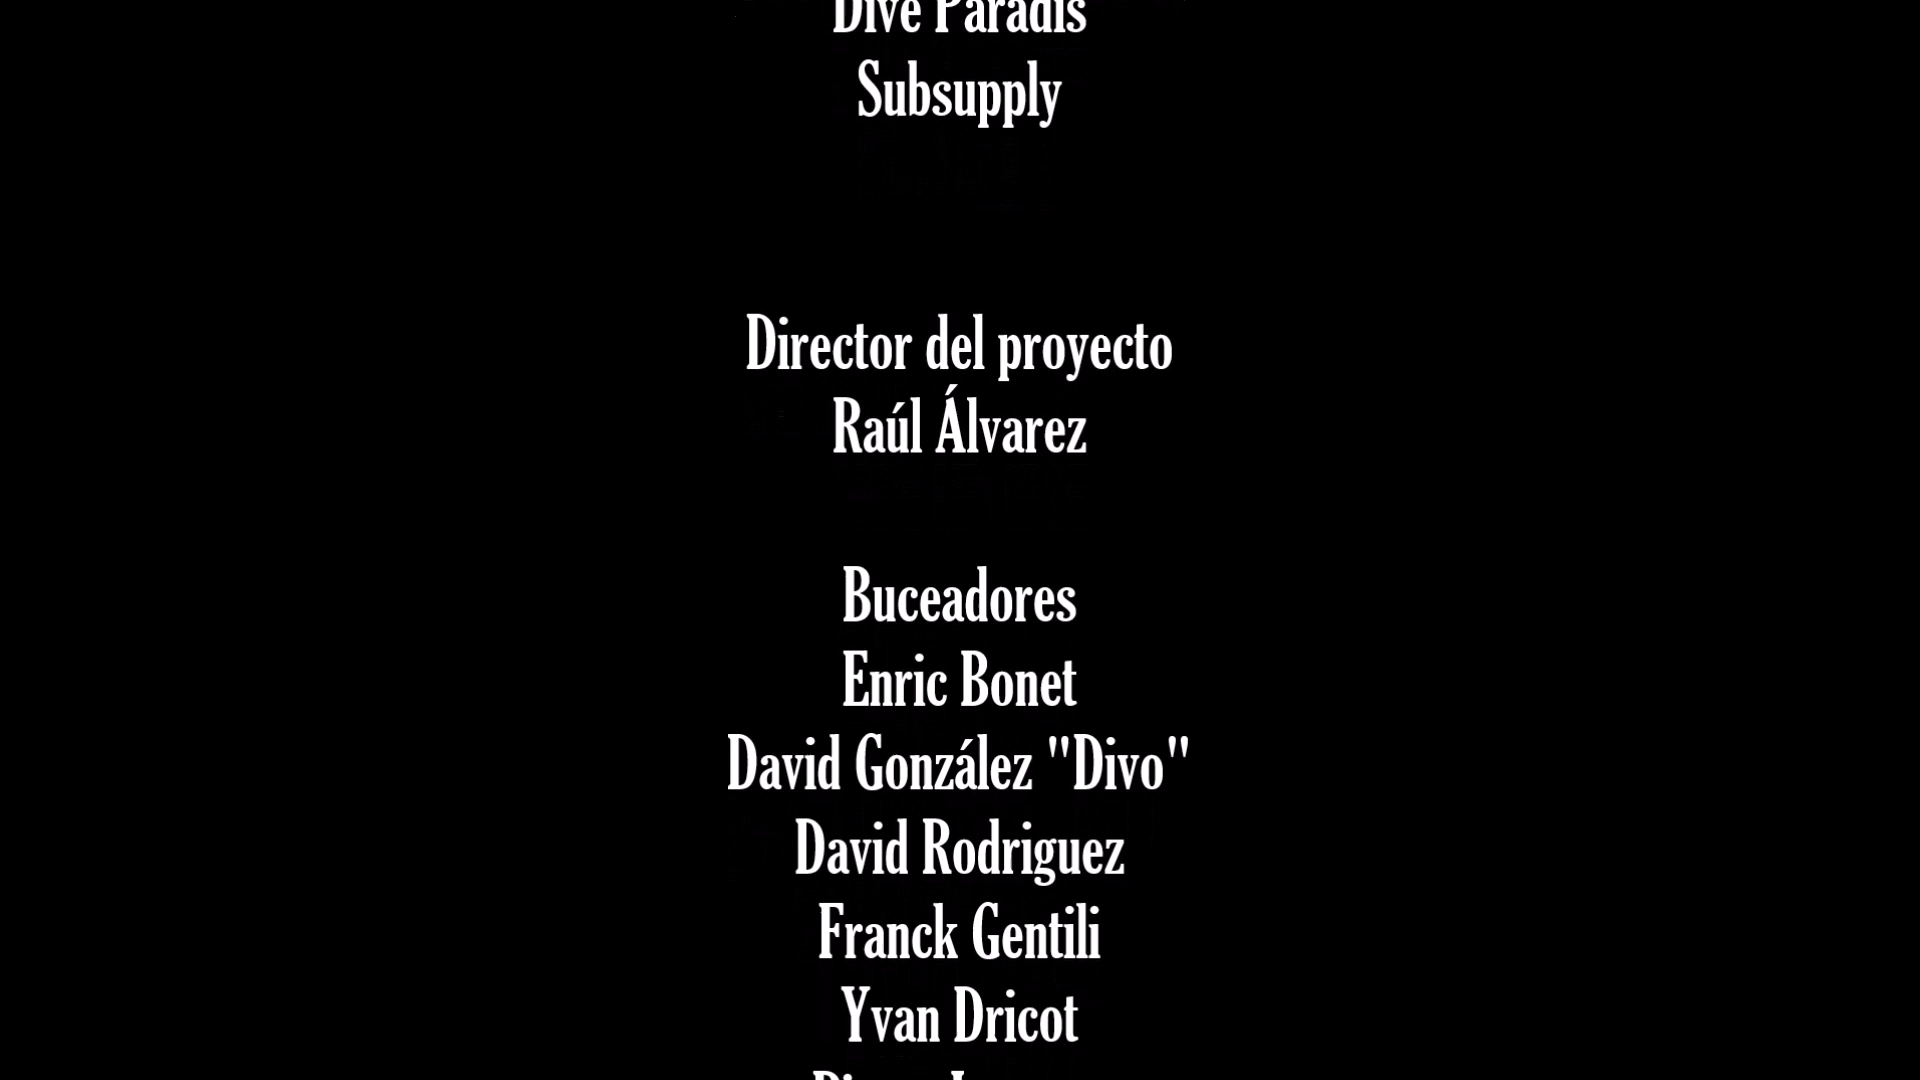 Dive Paradis
Subsupply
Director del proyecto
Raúl Álvarez
Buceadores
Enric Bonet
David González "Divo"
David Rodriguez
Franck Gentili
Yvan Dricot